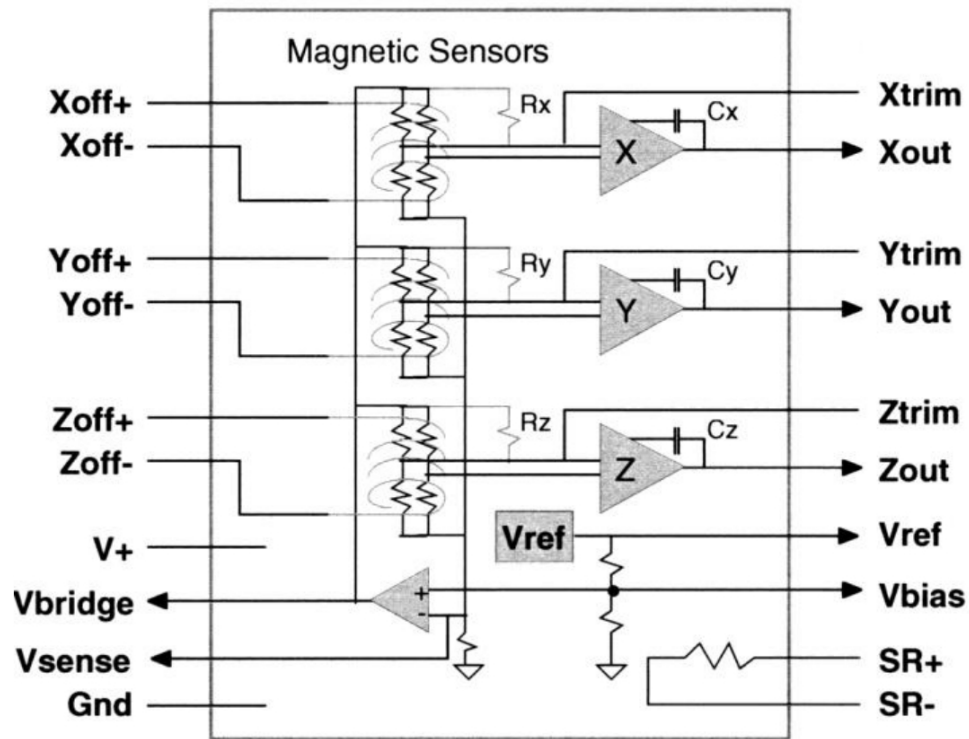 Magnetic Sensors
Xoff+
Rx
Cx
Xtrim
Xoff-
X
Xout
Yoff+
Ry
Cy
Ytrim
Yoff-
Y
Yout
Zoff+
Rz
Cz
Ztrim
Zoff-
Z
Zout
V+
Vref
Vref
Vbridge
+
-
Vbias
Vsense
SR+
Gnd
SR-